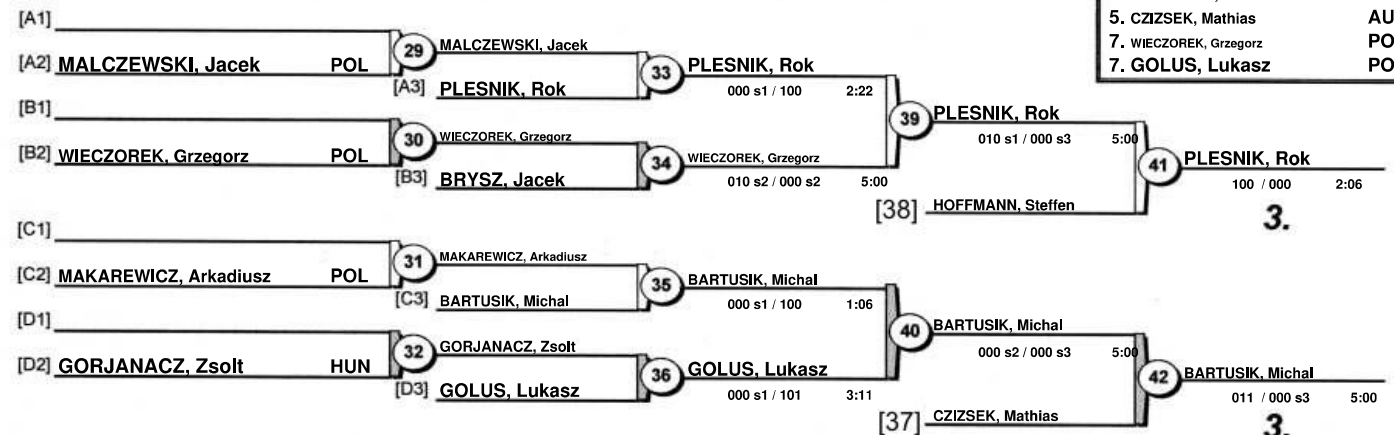 5. CZIZSEK, Mathias AU
7. WIECZOREK, Grzegorz PO
7. GOLUS, Lukasz PO
[A1]
[A2] MALCZEWSKI, Jacek POL
29 MALCZEWSKI, Jacek
[A3] PLESNIK, Rok
33 PLESNIK, Rok
000 s1 / 100 2:22
[B1]
[B2] WIECZOREK, Grzegorz POL
30 WIECZOREK, Grzegorz
[B3] BRYSZ, Jacek
34 WIECZOREK, Grzegorz
010 s2 / 000 s2 5:00
39 PLESNIK, Rok
010 s1 / 000 s3 5:00
[38] HOFFMANN, Steffen
41 PLESNIK, Rok
100 / 000 2:06
3.
[C1]
[C2] MAKAREWICZ, Arkadiusz POL
31 MAKAREWICZ, Arkadiusz
[C3] BARTUSIK, Michal
35 BARTUSIK, Michal
000 s1 / 100 1:06
[D1]
[D2] GORJANACZ, Zsolt HUN
32 GORJANACZ, Zsolt
[D3] GOLUS, Lukasz
36 GOLUS, Lukasz
000 s1 / 101 3:11
40 BARTUSIK, Michal
000 s2 / 000 s3 5:00
[37] CZIZSEK, Mathias
42 BARTUSIK, Michal
011 / 000 s3 5:00
3.